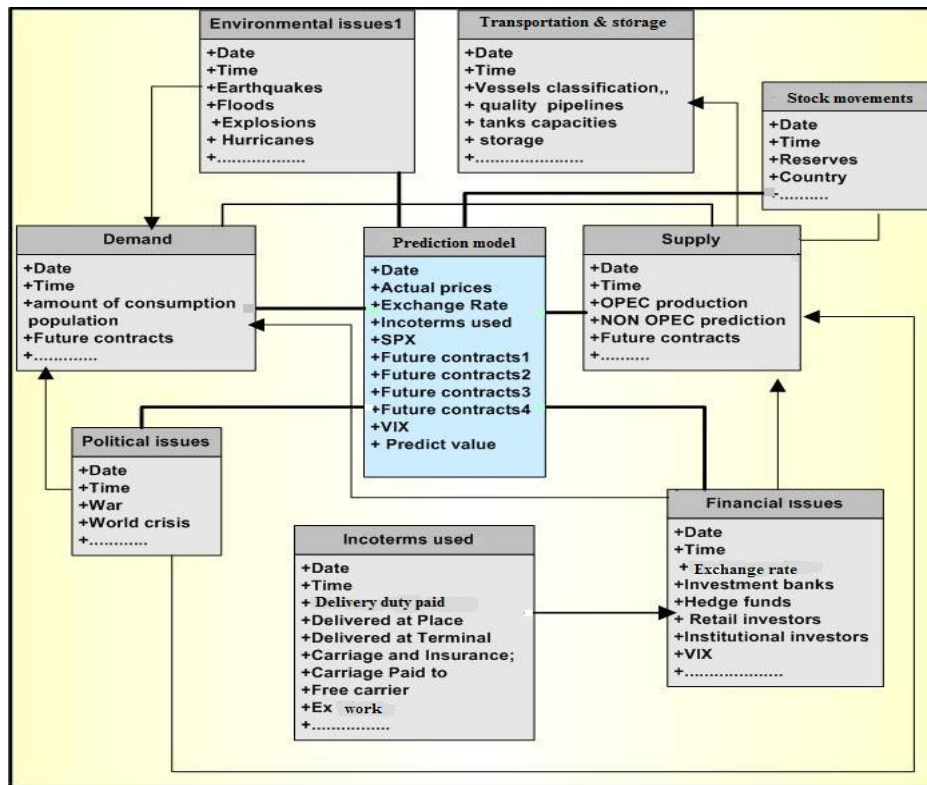 Environmental issues1
+Date
+Time
+Earthquakes
+Floods
+Explosions
+ Hurricanes
+..................
Transportation & storage
+Date
+Time
+Vessels classification,,
+ quality pipelines
+ tanks capacities
+ storage
+......................
Stock movements
+Date
+Time
+Reserves
+Country
-..........
Demand
+Date
+Time
+amount of consumption
population
+Future contracts
+.............
Prediction model
+Date
+Actual prices
+Exchange Rate
+Incoterms used
+SPX
+Future contracts1
+Future contracts2
+Future contracts3
+Future contracts4
+VIX
+ Predict value
Supply
+Date
+Time
+OPEC production
+NON OPEC prediction
+Future contracts
+..........
Political issues
+Date
+Time
+War
+World crisis
+............
Incoterms used
+Date
+Time
+ Delivery duty paid
+Delivered at Place
+Delivered at Terminal
+Carriage and Insurance;
+Carriage Paid to
+Free carrier
+Ex work
+................
Financial issues
+Date
+Time
+ Exchange rate
+Investment banks
+Hedge funds
+ Retail investors
+Institutional investors
+VIX
+....................